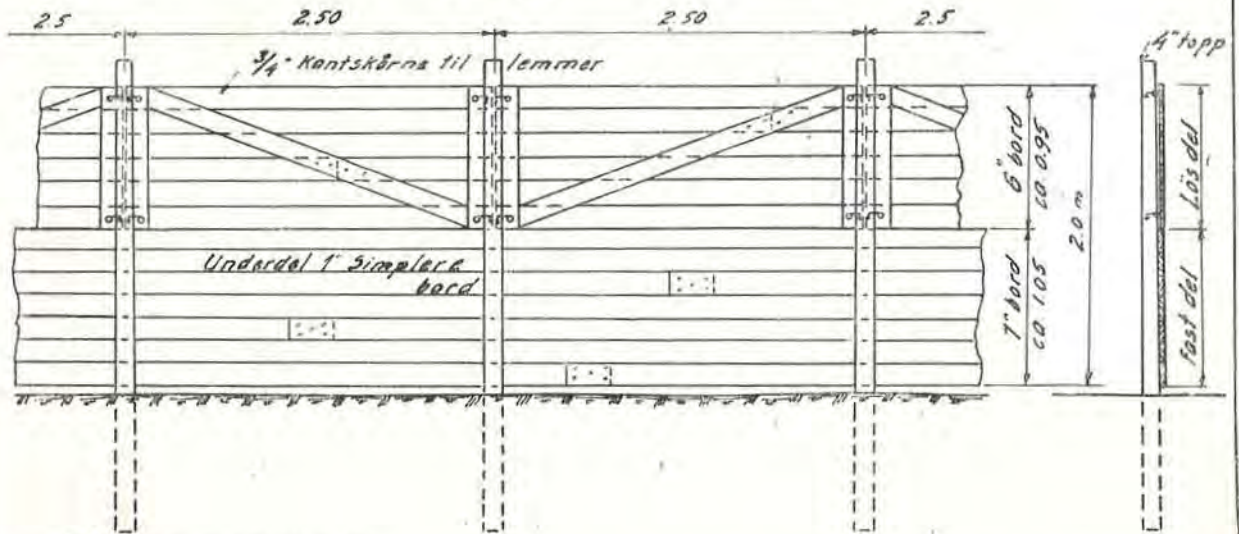 2.5 2.50 2.50 2.5
4" topp
3/4" Kantskårne til lemmer
6" bord
ca. 0.95
2.0 m
Lös del
Underdel 1" Simplere
bord
7" bord
ca. 1.05
Fast del